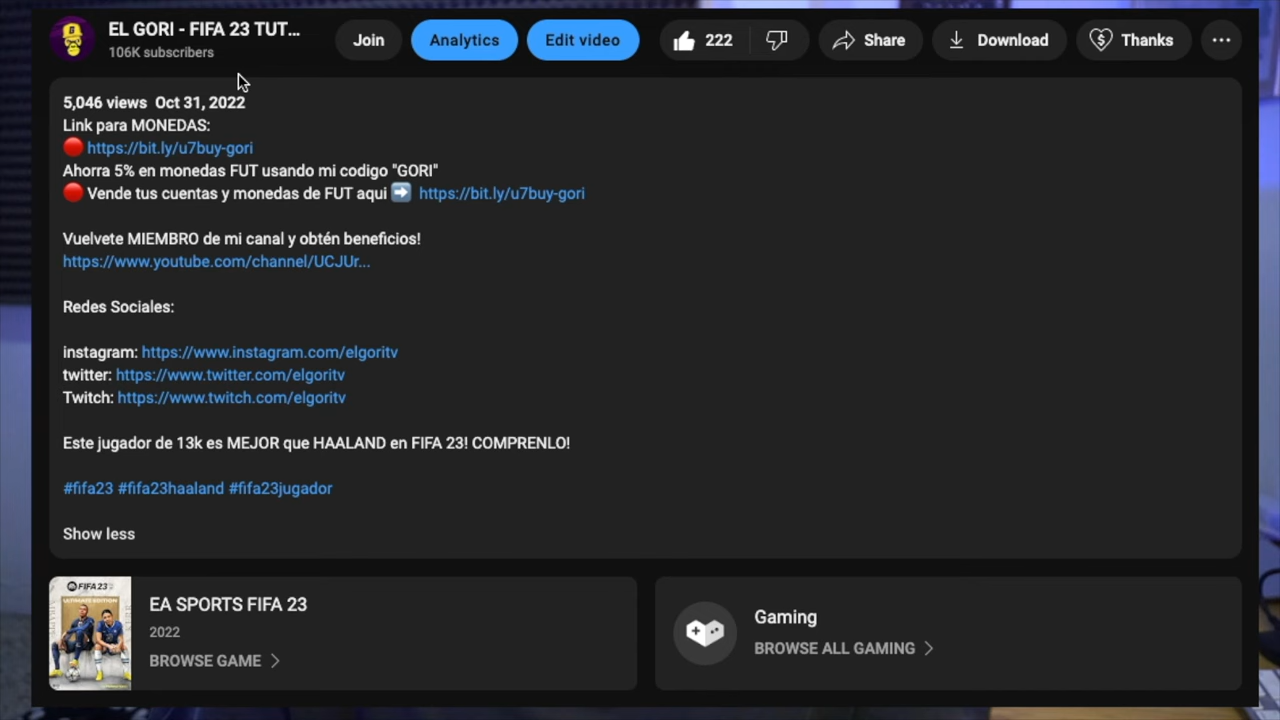 EL GORI - FIFA 23 TUT...
106K subscribers
Join
Analytics
Edit video
222
Share
Download
Thanks
5,046 views Oct 31, 2022
Link para MONEDAS:
https://bit.ly/u7buy-gori
Ahorra 5% en monedas FUT usando mi codigo "GORI"
Vende tus cuentas y monedas de FUT aqui ➡️ https://bit.ly/u7buy-gori
Vuelvete MIEMBRO de mi canal y obtén beneficios!
https://www.youtube.com/channel/UCJUr...
Redes Sociales:
instagram: https://www.instagram.com/elgoritv
twitter: https://www.twitter.com/elgoritv
Twitch: https://www.twitch.com/elgoritv
Este jugador de 13k es MEJOR que HAALAND en FIFA 23! COMPRENLO!
#fifa23 #fifa23haaland #fifa23jugador
Show less
FIFA 23
ULTIMATE EDITION
EA SPORTS FIFA 23
2022
BROWSE GAME
Gaming
BROWSE ALL GAMING